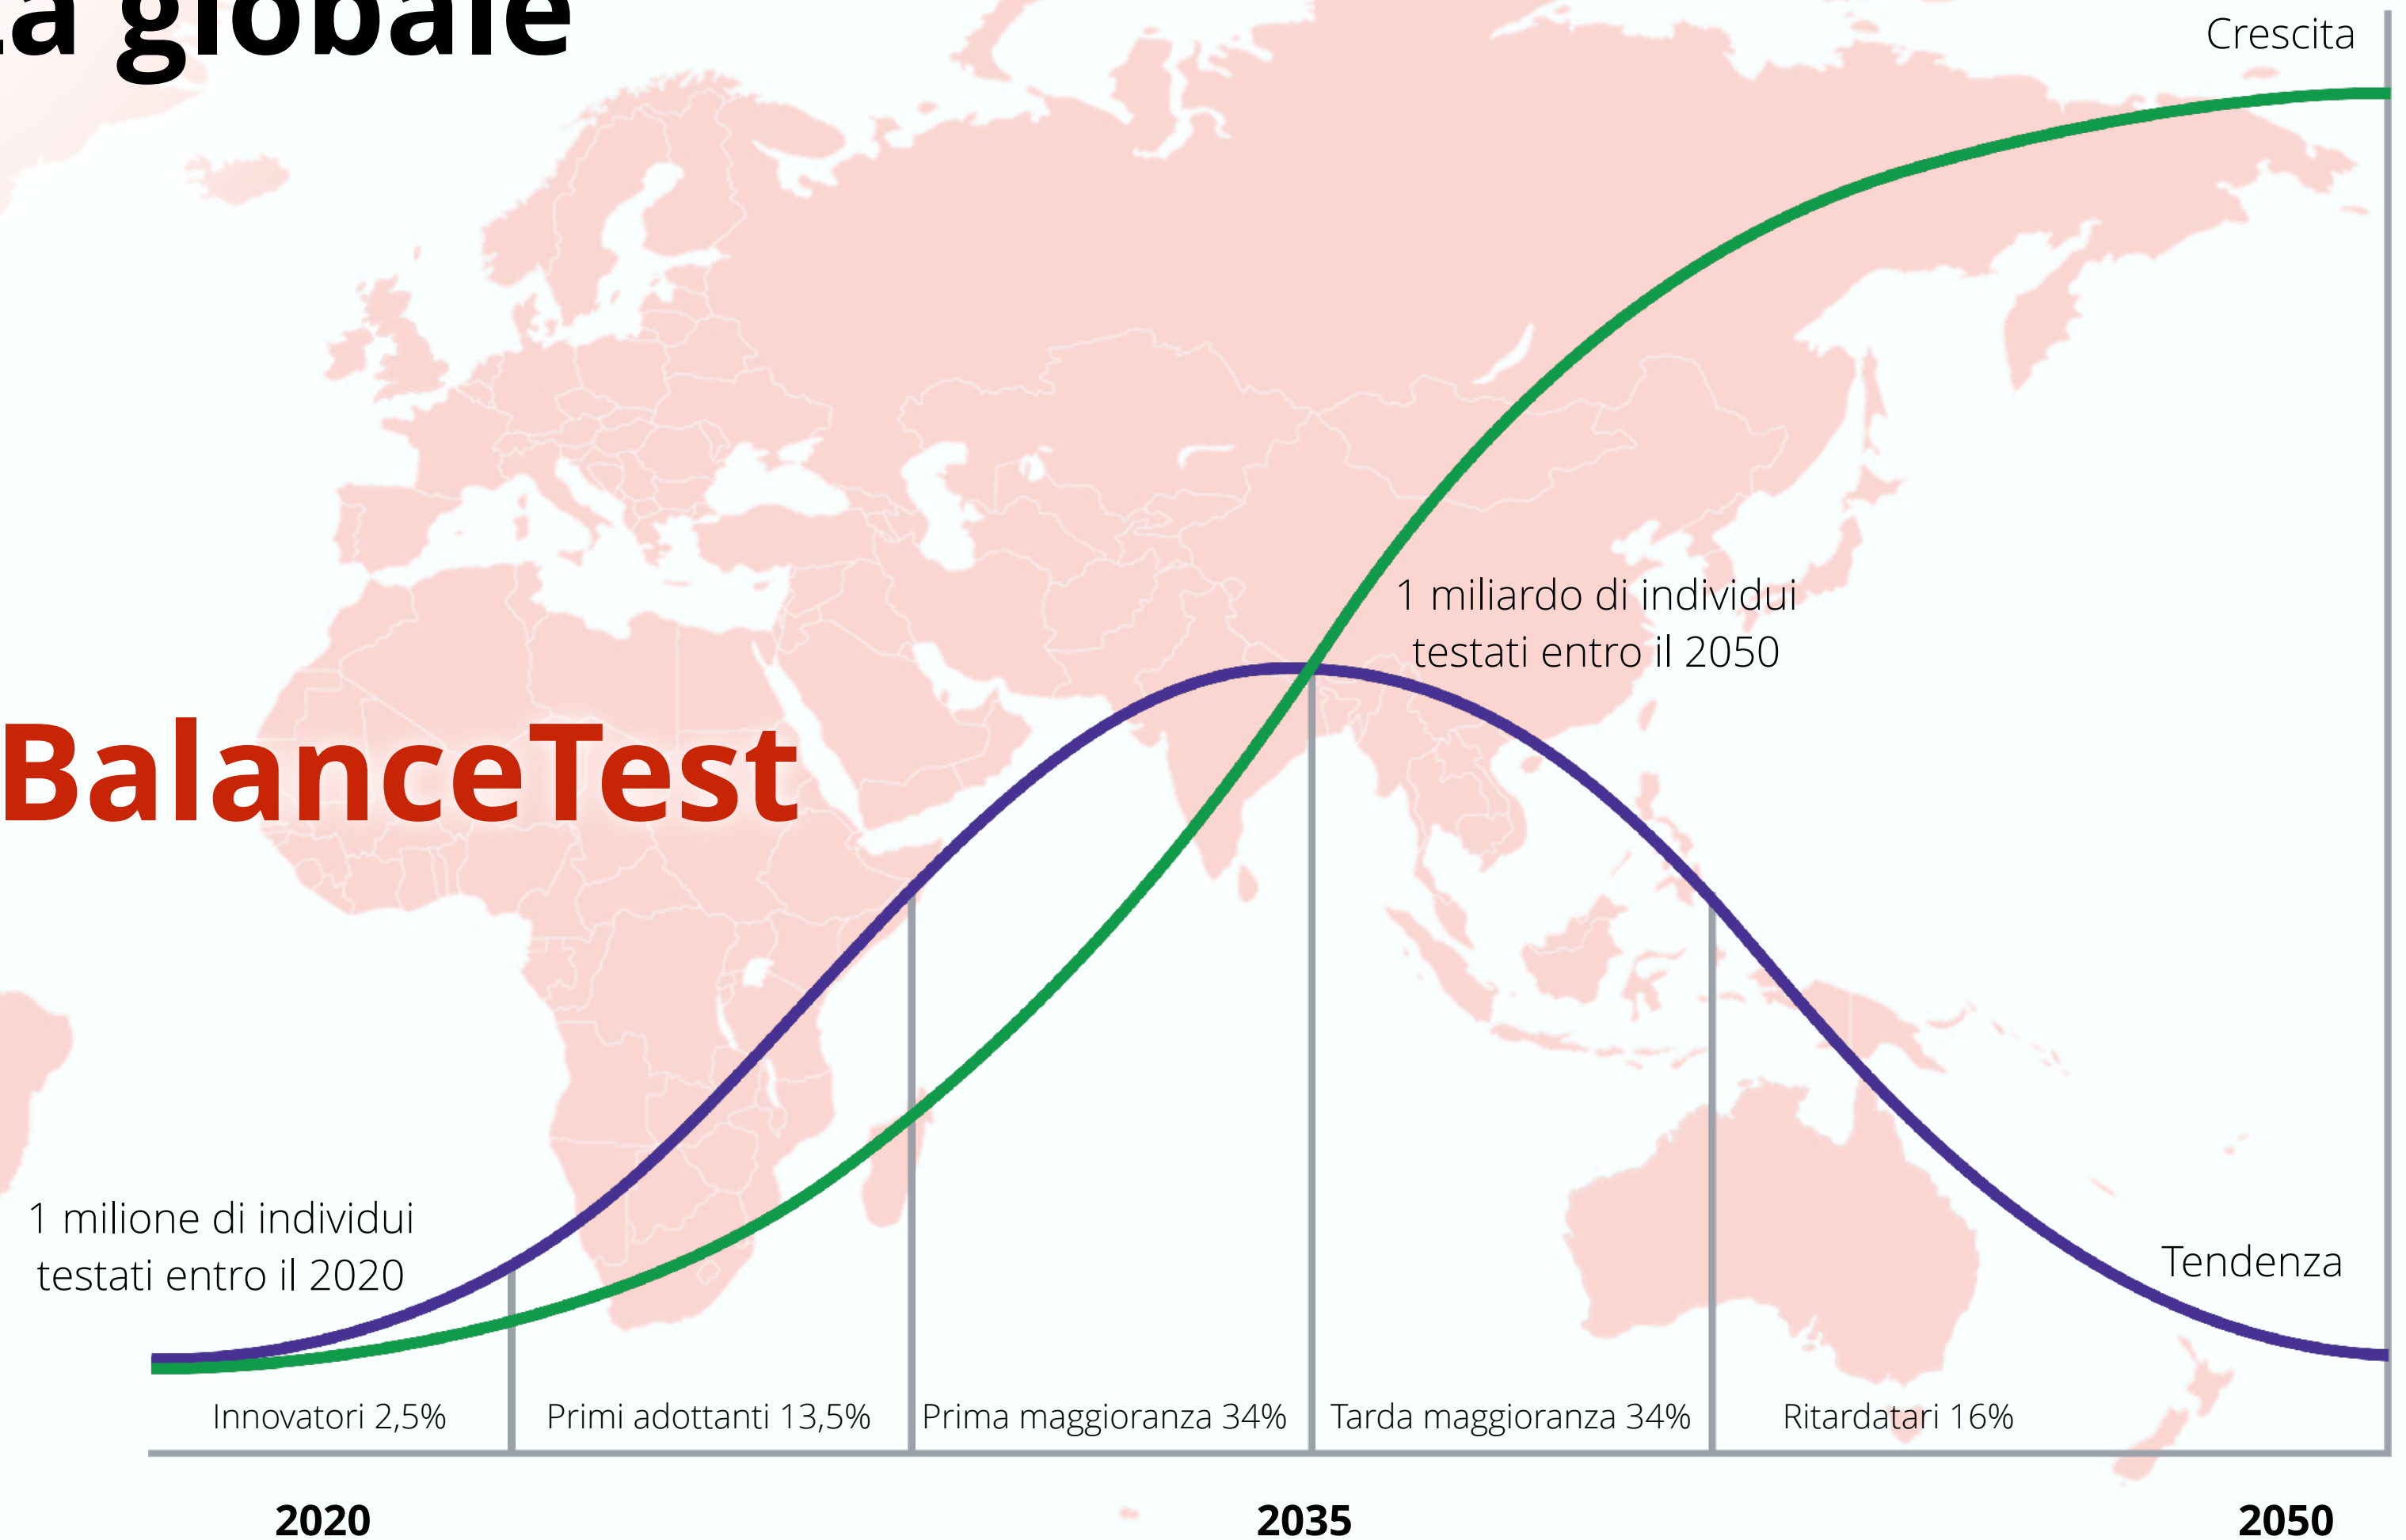 a globale
Crescita
1 miliardo di individui
testati entro il 2050
BalanceTest
1 milione di individui
testati entro il 2020
Tendenza
Innovatori 2,5%
Primi adottanti 13,5%
Prima maggioranza 34%
Tarda maggioranza 34%
Ritardatari 16%
2020
2035
2050